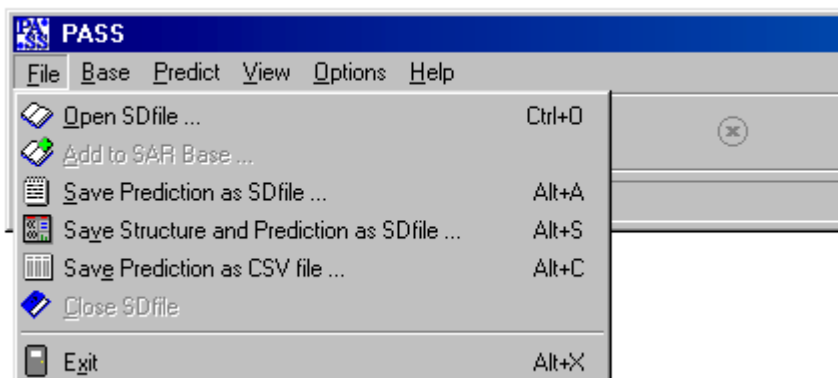 PASS
File Base Predict View Options Help
Open SDfile ... Ctrl+O
Add to SAR Base ...
Save Prediction as SDfile ... Alt+A
Save Structure and Prediction as SDfile ... Alt+S
Save Prediction as CSV file ... Alt+C
Close SDfile
Exit Alt+X